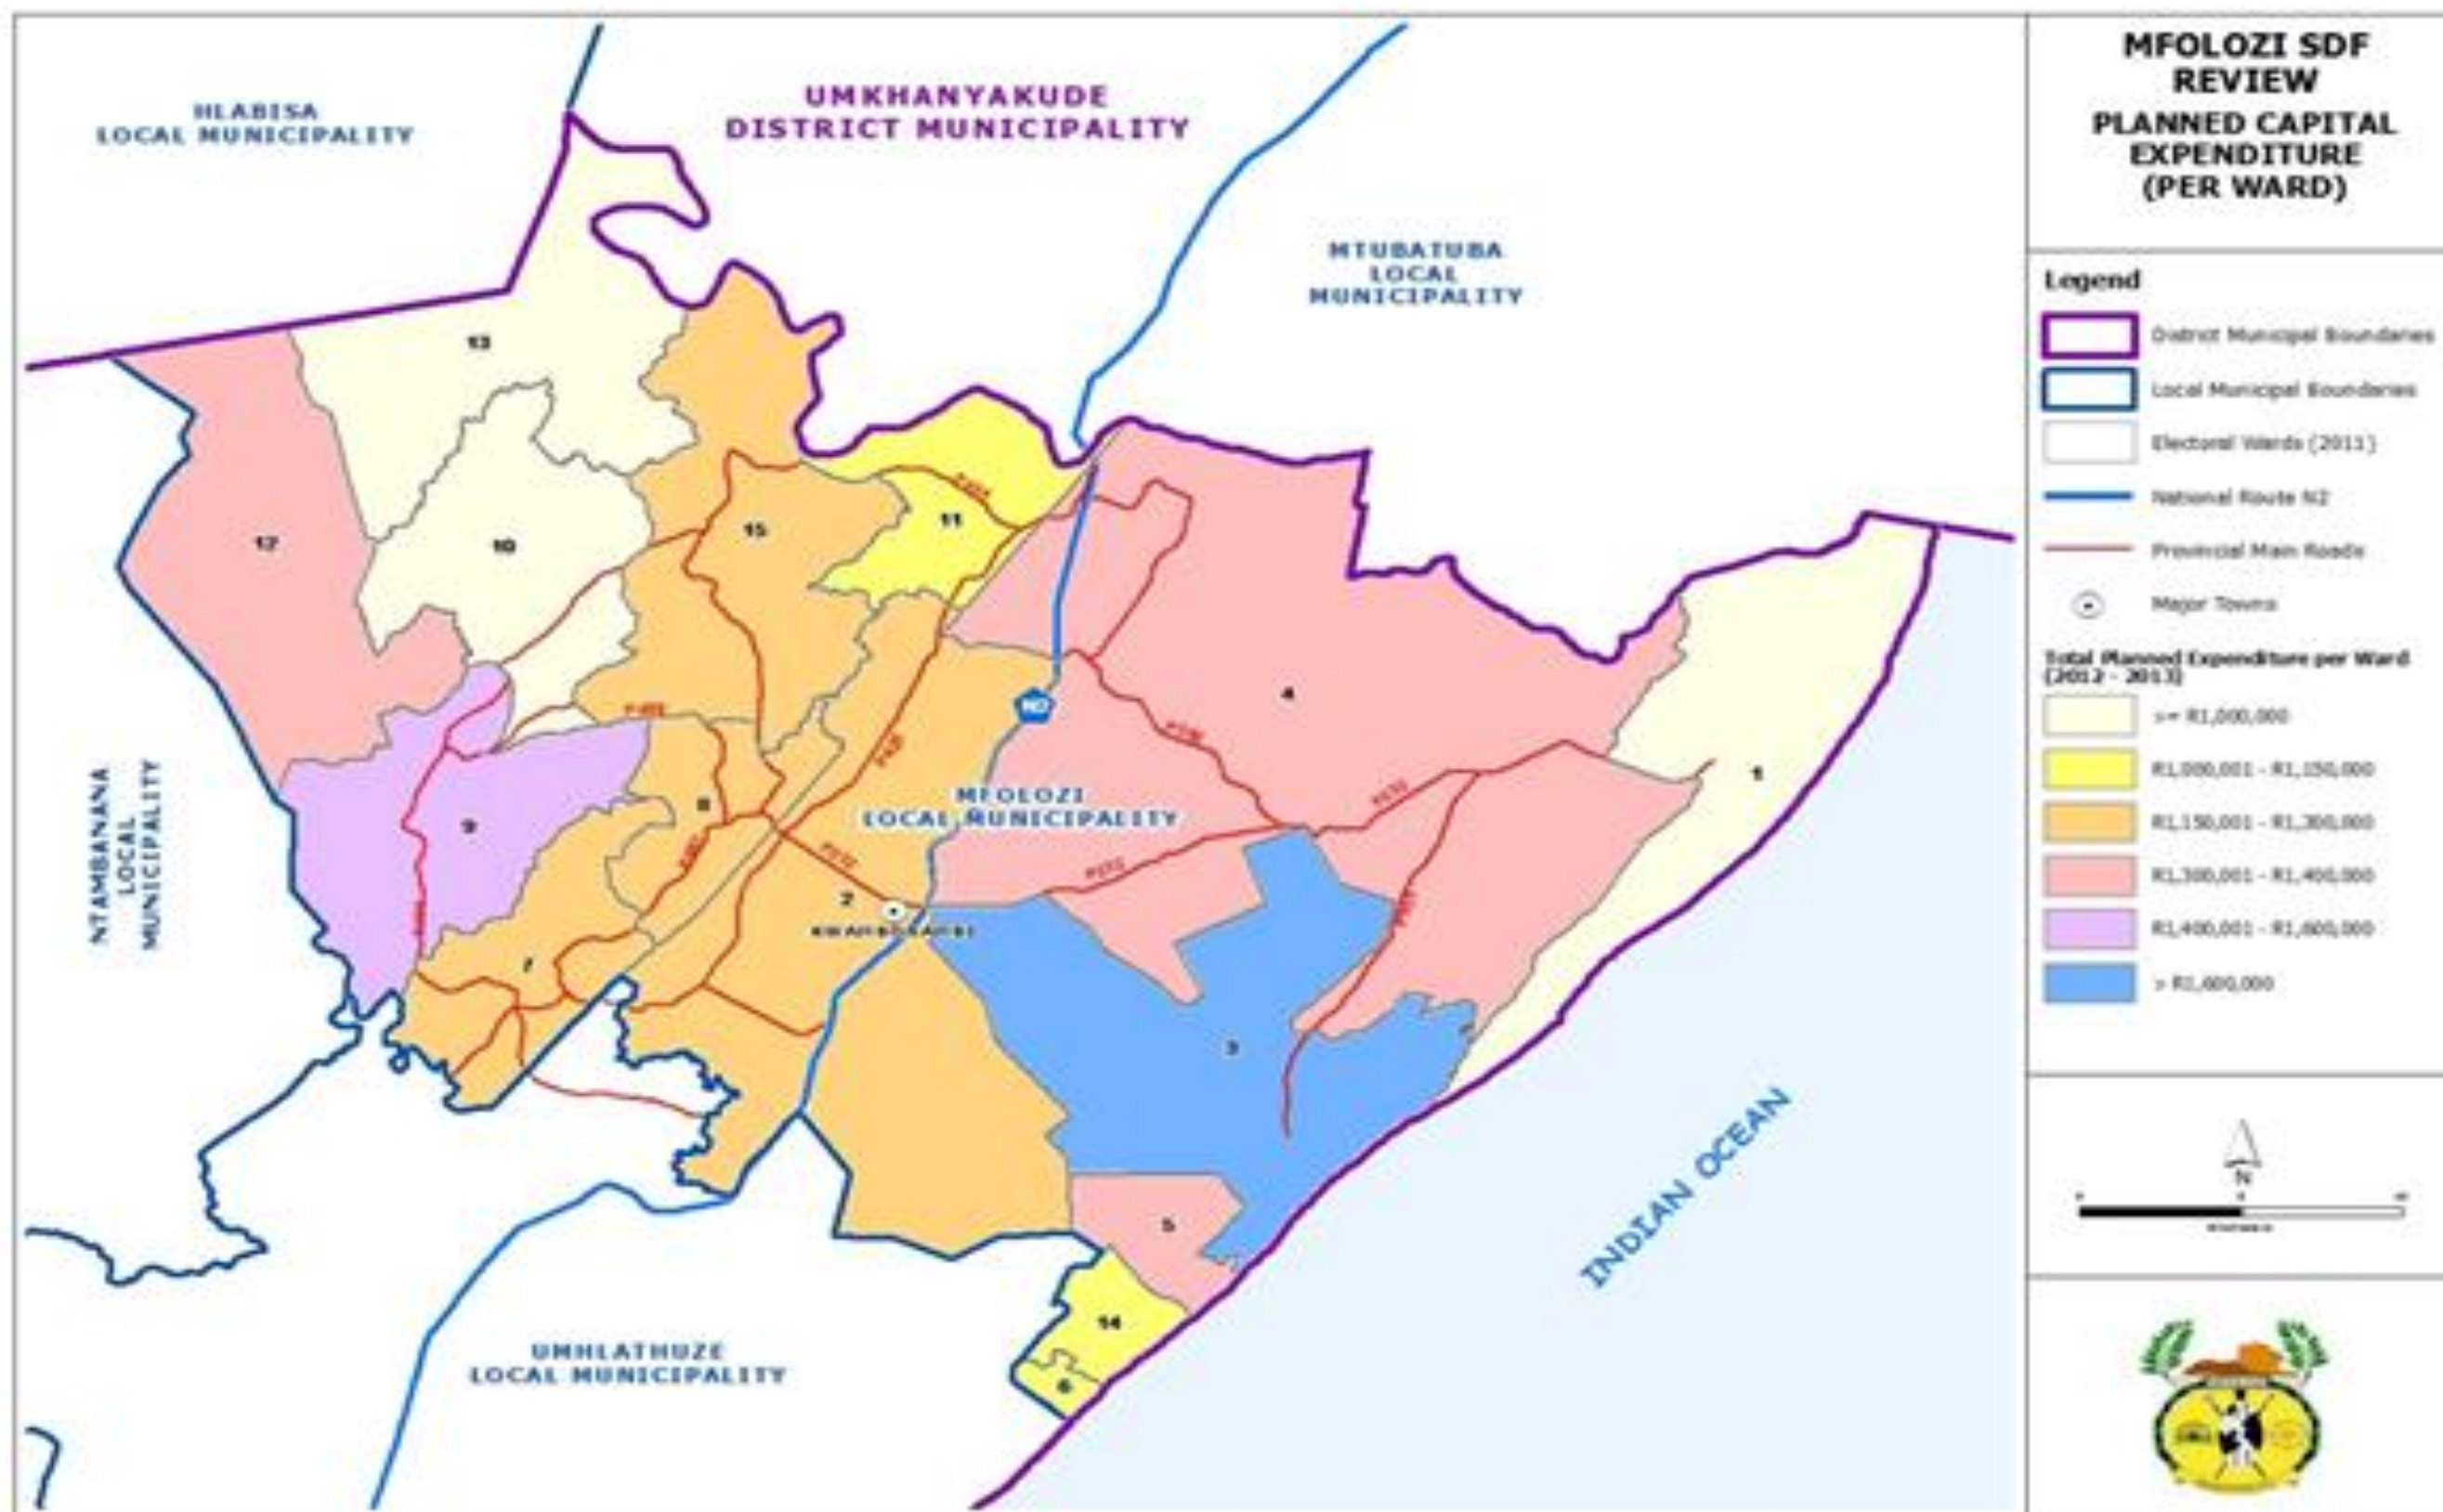 HLABISA
LOCAL MUNICIPALITY
UMKHANYAKUDE
DISTRICT MUNICIPALITY
MTUBATUBA
LOCAL
MUNICIPALITY
13
12
10
15
11
4
1
N2
NTAMBANANA
LOCAL
MUNICIPALITY
9
8
MFOLOZI
LOCAL MUNICIPALITY
2
7
3
5
14
6
INDIAN OCEAN
UMHLATHUZE
LOCAL MUNICIPALITY
MFOLOZI SDF
REVIEW
PLANNED CAPITAL
EXPENDITURE
(PER WARD)
Legend
District Municipal Boundaries
Local Municipal Boundaries
Electoral Wards (2011)
National Route N2
Provincial Main Roads
Major Towns
Total Planned Expenditure per Ward
(2012 - 2013)
>= R1,000,000
R1,000,001 - R1,150,000
R1,150,001 - R1,300,000
R1,300,001 - R1,400,000
R1,400,001 - R1,600,000
> R1,600,000
N